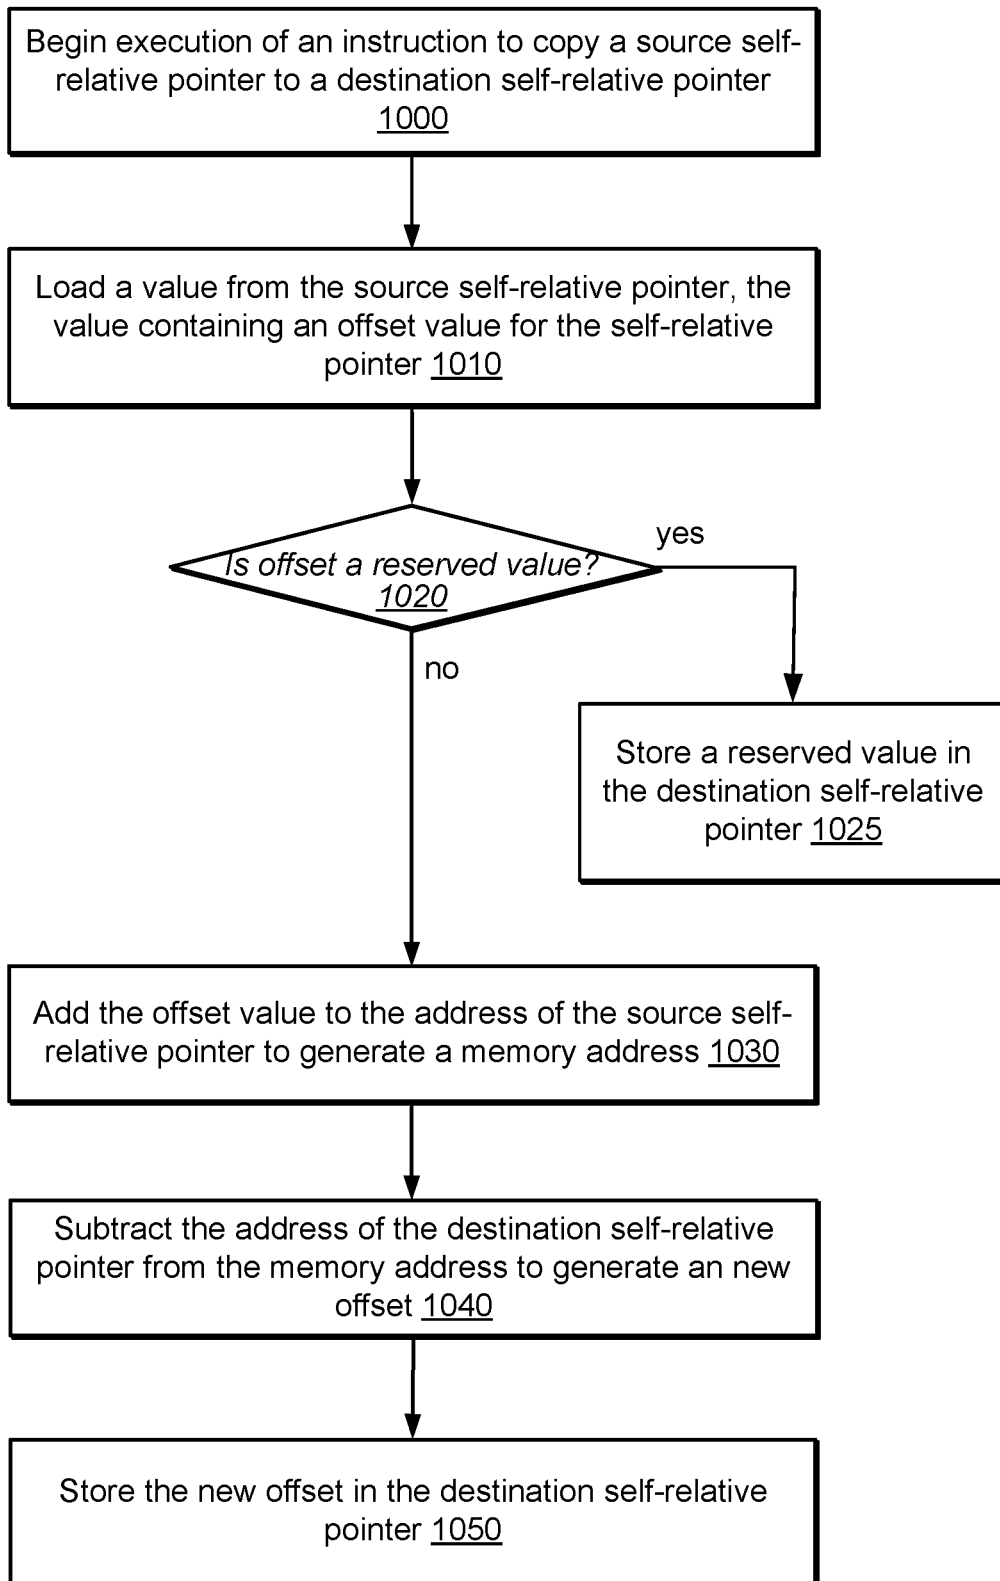 Begin execution of an instruction to copy a source self-
relative pointer to a destination self-relative pointer
1000
Load a value from the source self-relative pointer, the
value containing an offset value for the self-relative
pointer 1010
Is offset a reserved value?
1020
yes
no
Store a reserved value in
the destination self-relative
pointer 1025
Add the offset value to the address of the source self-
relative pointer to generate a memory address 1030
Subtract the address of the destination self-relative
pointer from the memory address to generate an new
offset 1040
Store the new offset in the destination self-relative
pointer 1050